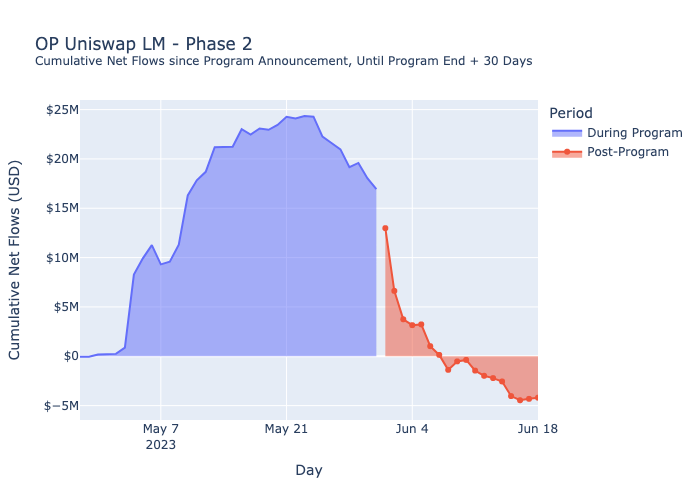 OP Uniswap LM - Phase 2
Cumulative Net Flows since Program Announcement, Until Program End + 30 Days
Period
During Program
Post-Program
Cumulative Net Flows (USD)
$25M
$20M
$15M
$10M
$5M
$0
$−5M
May 7
2023
May 21
Jun 4
Jun 18
Day